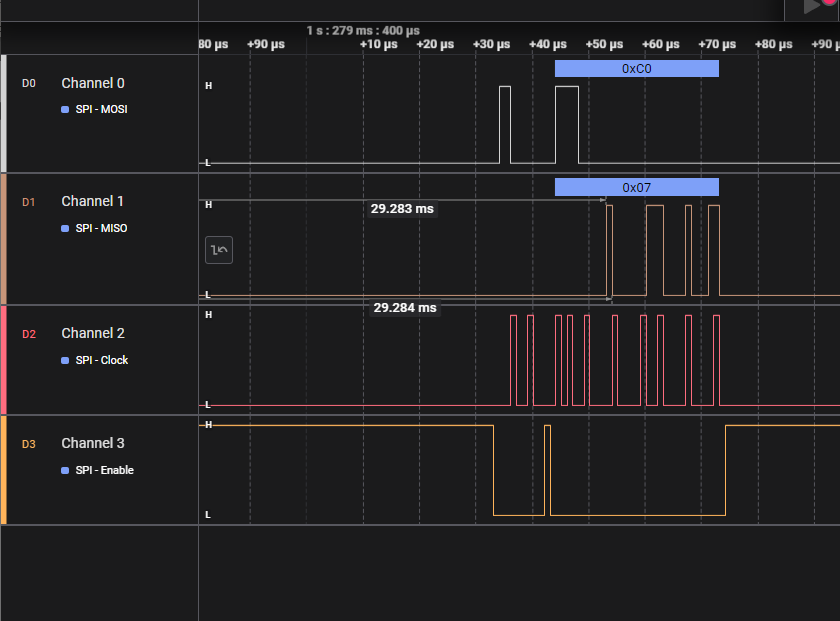 1 s : 279 ms : 400 µs
80 µs +90 µs +10 µs +20 µs +30 µs +40 µs +50 µs +60 µs +70 µs +80 µs +90 µ
D0 Channel 0
SPI - MOSI
H
L
0xC0
D1 Channel 1
SPI - MISO
H
L
0x07
29.283 ms
29.284 ms
D2 Channel 2
SPI - Clock
H
L
D3 Channel 3
SPI - Enable
H
L